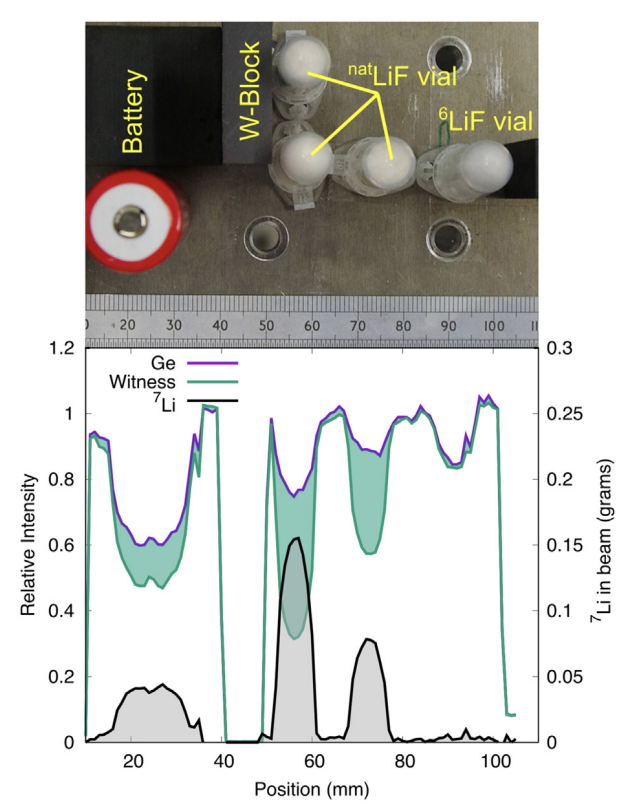 Battery
W-Block
natLiF vial
6LiF vial
10 20 30 40 50 60 70 80 90 100
Ge
Witness
7Li
1.2
1
0.8
0.6
0.4
0.2
0
0.3
0.25
0.2
0.15
0.1
0.05
0
Relative Intensity
7Li in beam (grams)
20 40 60 80 100
Position (mm)